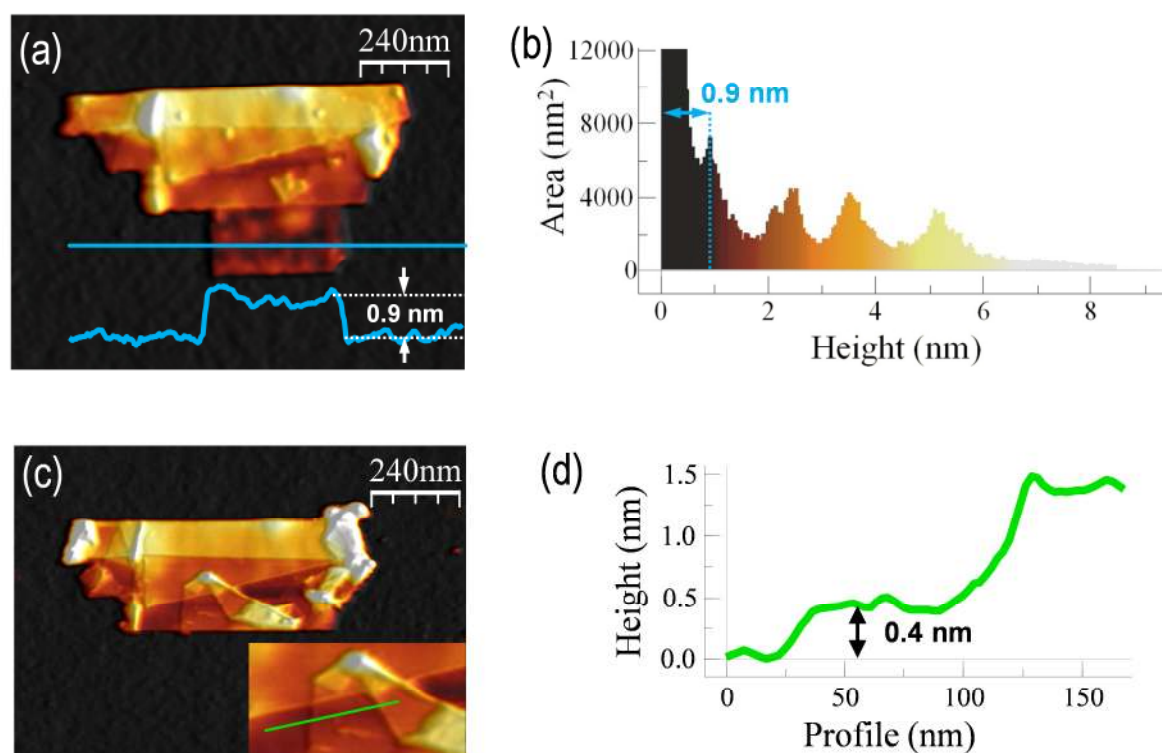 (a)
240nm
0.9 nm
(b)
Area (nm²)
12000
8000
4000
0
0.9 nm
0 2 4 6 8
Height (nm)
(c)
240nm
(d)
Height (nm)
1.5
1.0
0.5
0.0
0.4 nm
0 50 100 150
Profile (nm)